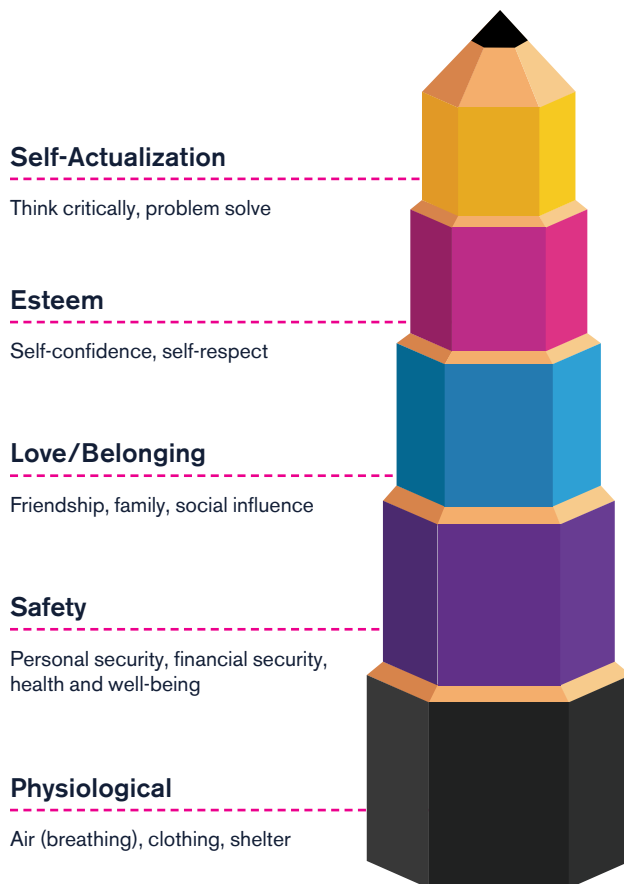 Self-Actualization
Think critically, problem solve
Esteem
Self-confidence, self-respect
Love/Belonging
Friendship, family, social influence
Safety
Personal security, financial security,
health and well-being
Physiological
Air (breathing), clothing, shelter